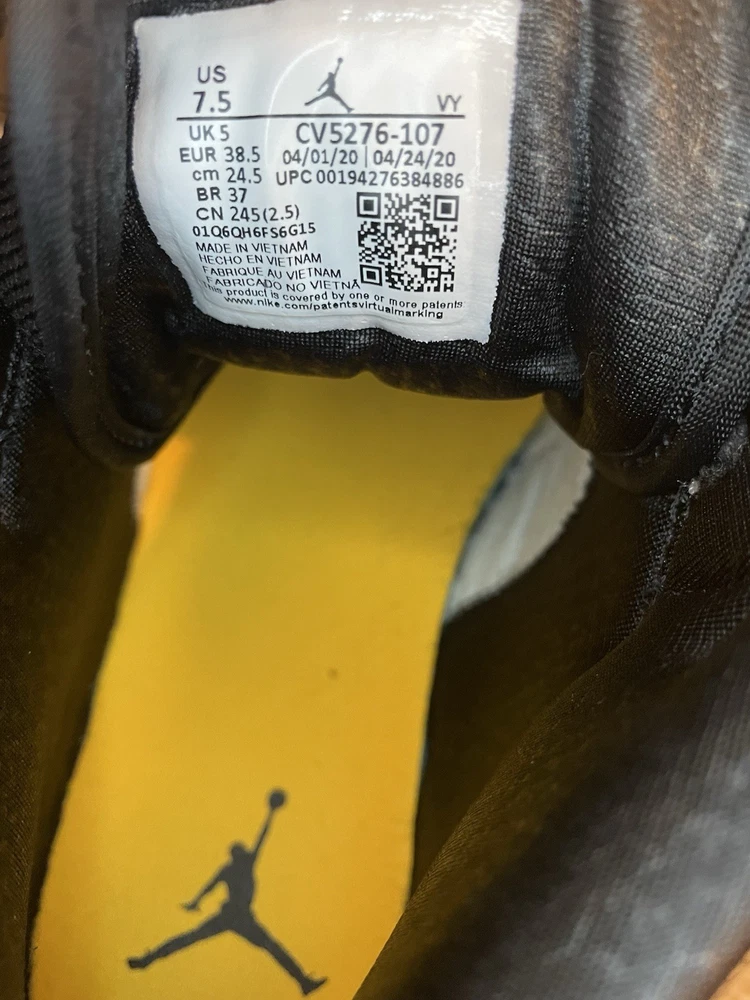 US
7.5
VY
UK 5
CV5276-107
EUR 38.5
04/01/20 | 04/24/20
cm 24.5
UPC 00194276384886
BR 37
CN 245(2.5)
01Q6QH6FS6G15
MADE IN VIETNAM
HECHO EN VIETNAM
FABRIQUE AU VIETNAM
FABRICADO NO VIETNÃ
This product is covered by one or more patents
www.nike.com/patentsvirtualmarking